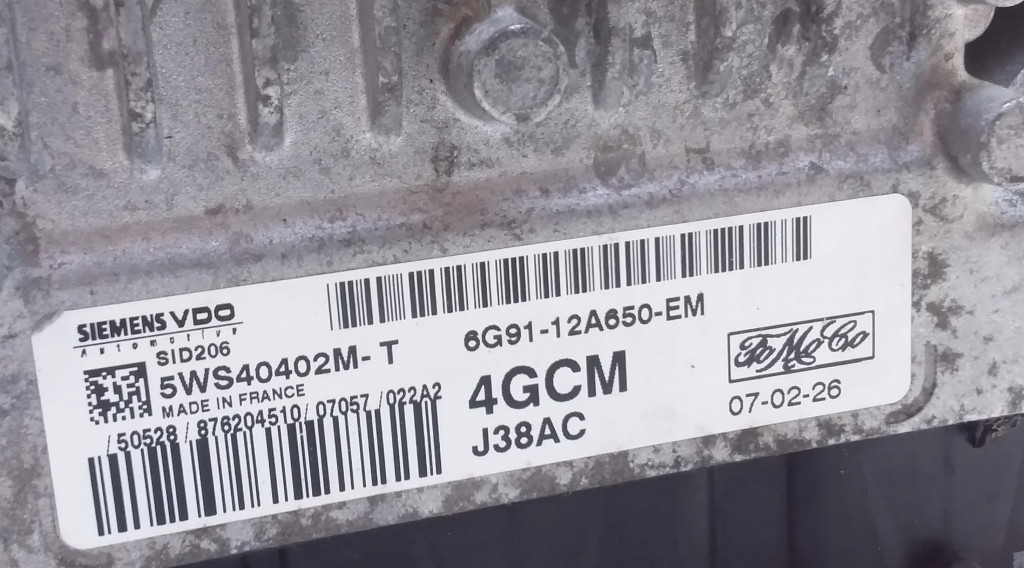 SIEMENS VDO
Automotive
SID206
5WS40402M-T
MADE IN FRANCE
/50528/876204510/07057/022A2
6G91-12A650-EM
4GCM
J38AC
FoMoCo
07-02-26